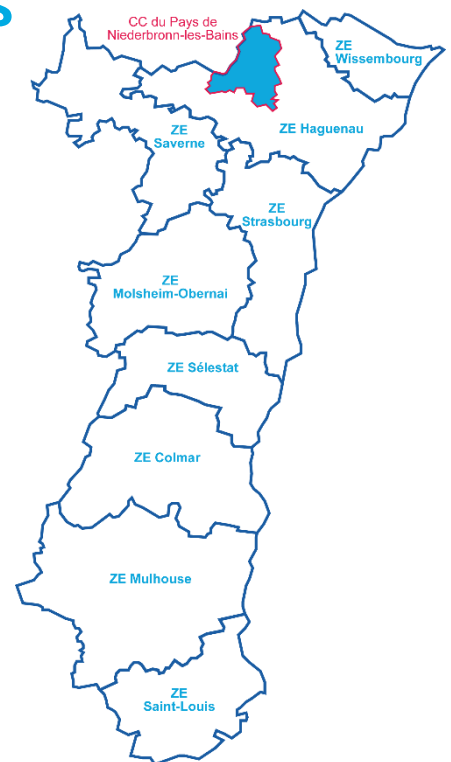 s
CC du Pays de
Niederbronn-les-Bains
ZE
Wissembourg
ZE Haguenau
ZE
Saverne
ZE
Strasbourg
ZE
Molsheim-Obernai
ZE Sélestat
ZE Colmar
ZE Mulhouse
ZE
Saint-Louis